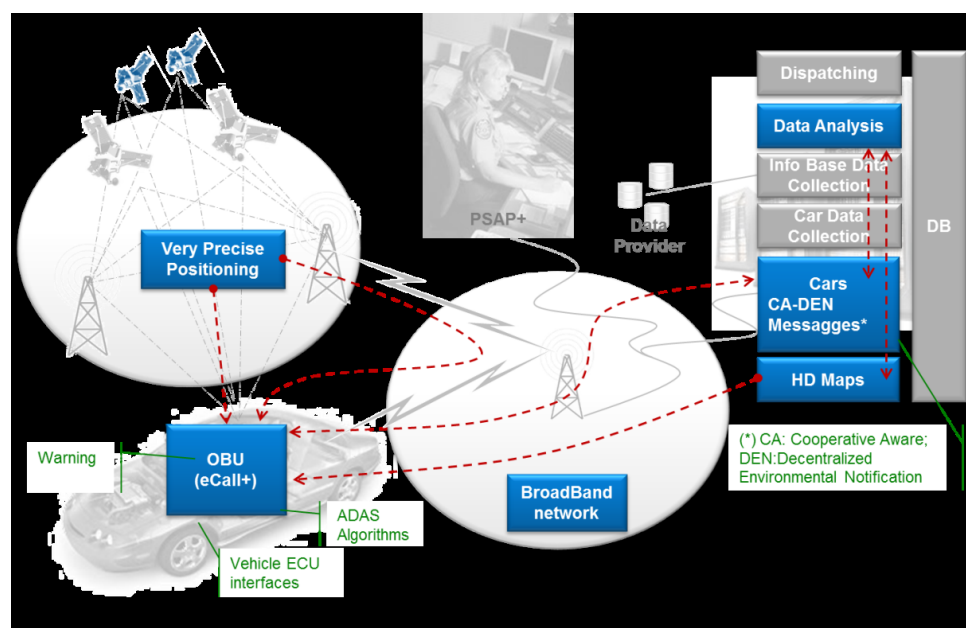 Dispatching
Data Analysis
Info Base Data
Collection
Car Data
Collection
Cars
CA-DEN
Messagges*
HD Maps
DB
PSAP+
Data
Provider
Very Precise
Positioning
OBU
(eCall+)
Warning
ADAS
Algorithms
Vehicle ECU
interfaces
BroadBand
network
(*) CA: Cooperative Aware;
DEN:Decentralized
Environmental Notification